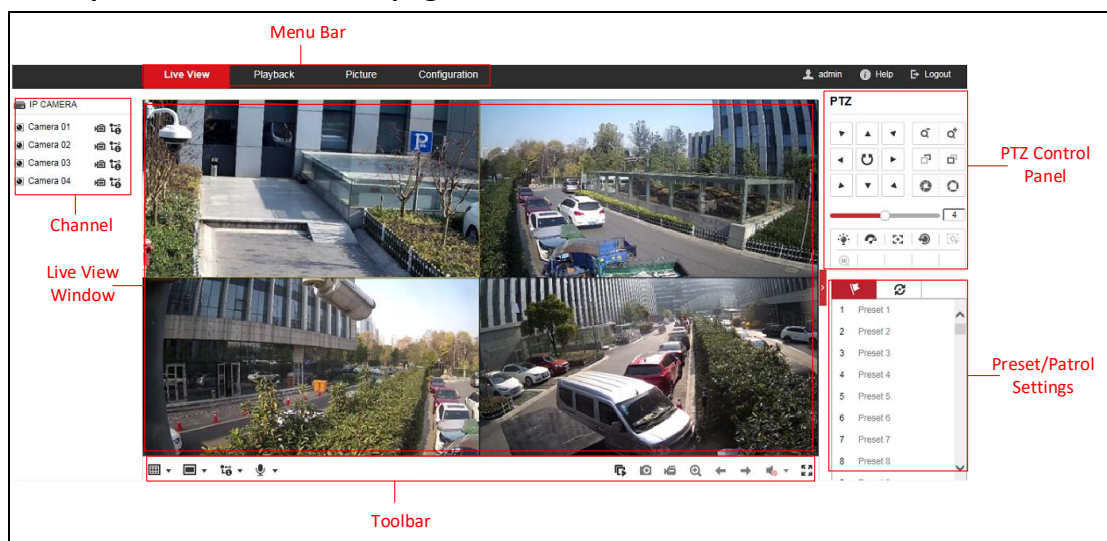 Menu Bar
Live View Playback Picture Configuration
admin Help Logout
IP CAMERA
Camera 01
Camera 02
Camera 03
Camera 04
Channel
Live View
Window
P
PTZ
4
PTZ Control
Panel
1 Preset 1
2 Preset 2
3 Preset 3
4 Preset 4
5 Preset 5
6 Preset 6
7 Preset 7
8 Preset 8
Preset/Patrol
Settings
Toolbar